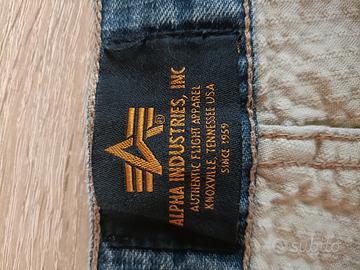 ®
ALPHA INDUSTRIES, INC
AUTHENTIC FLIGHT APPAREL
KNOXVILLE, TENNESSEE USA
SINCE 1959
subito